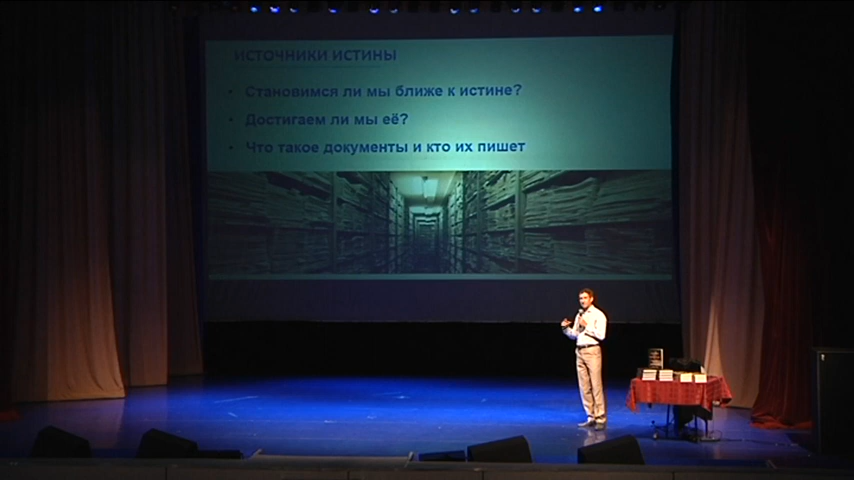 ИСТОЧНИКИ ИСТИНЫ
• Становимся ли мы ближе к истине?
• Достигаем ли мы её?
• Что такое документы и кто их пишет